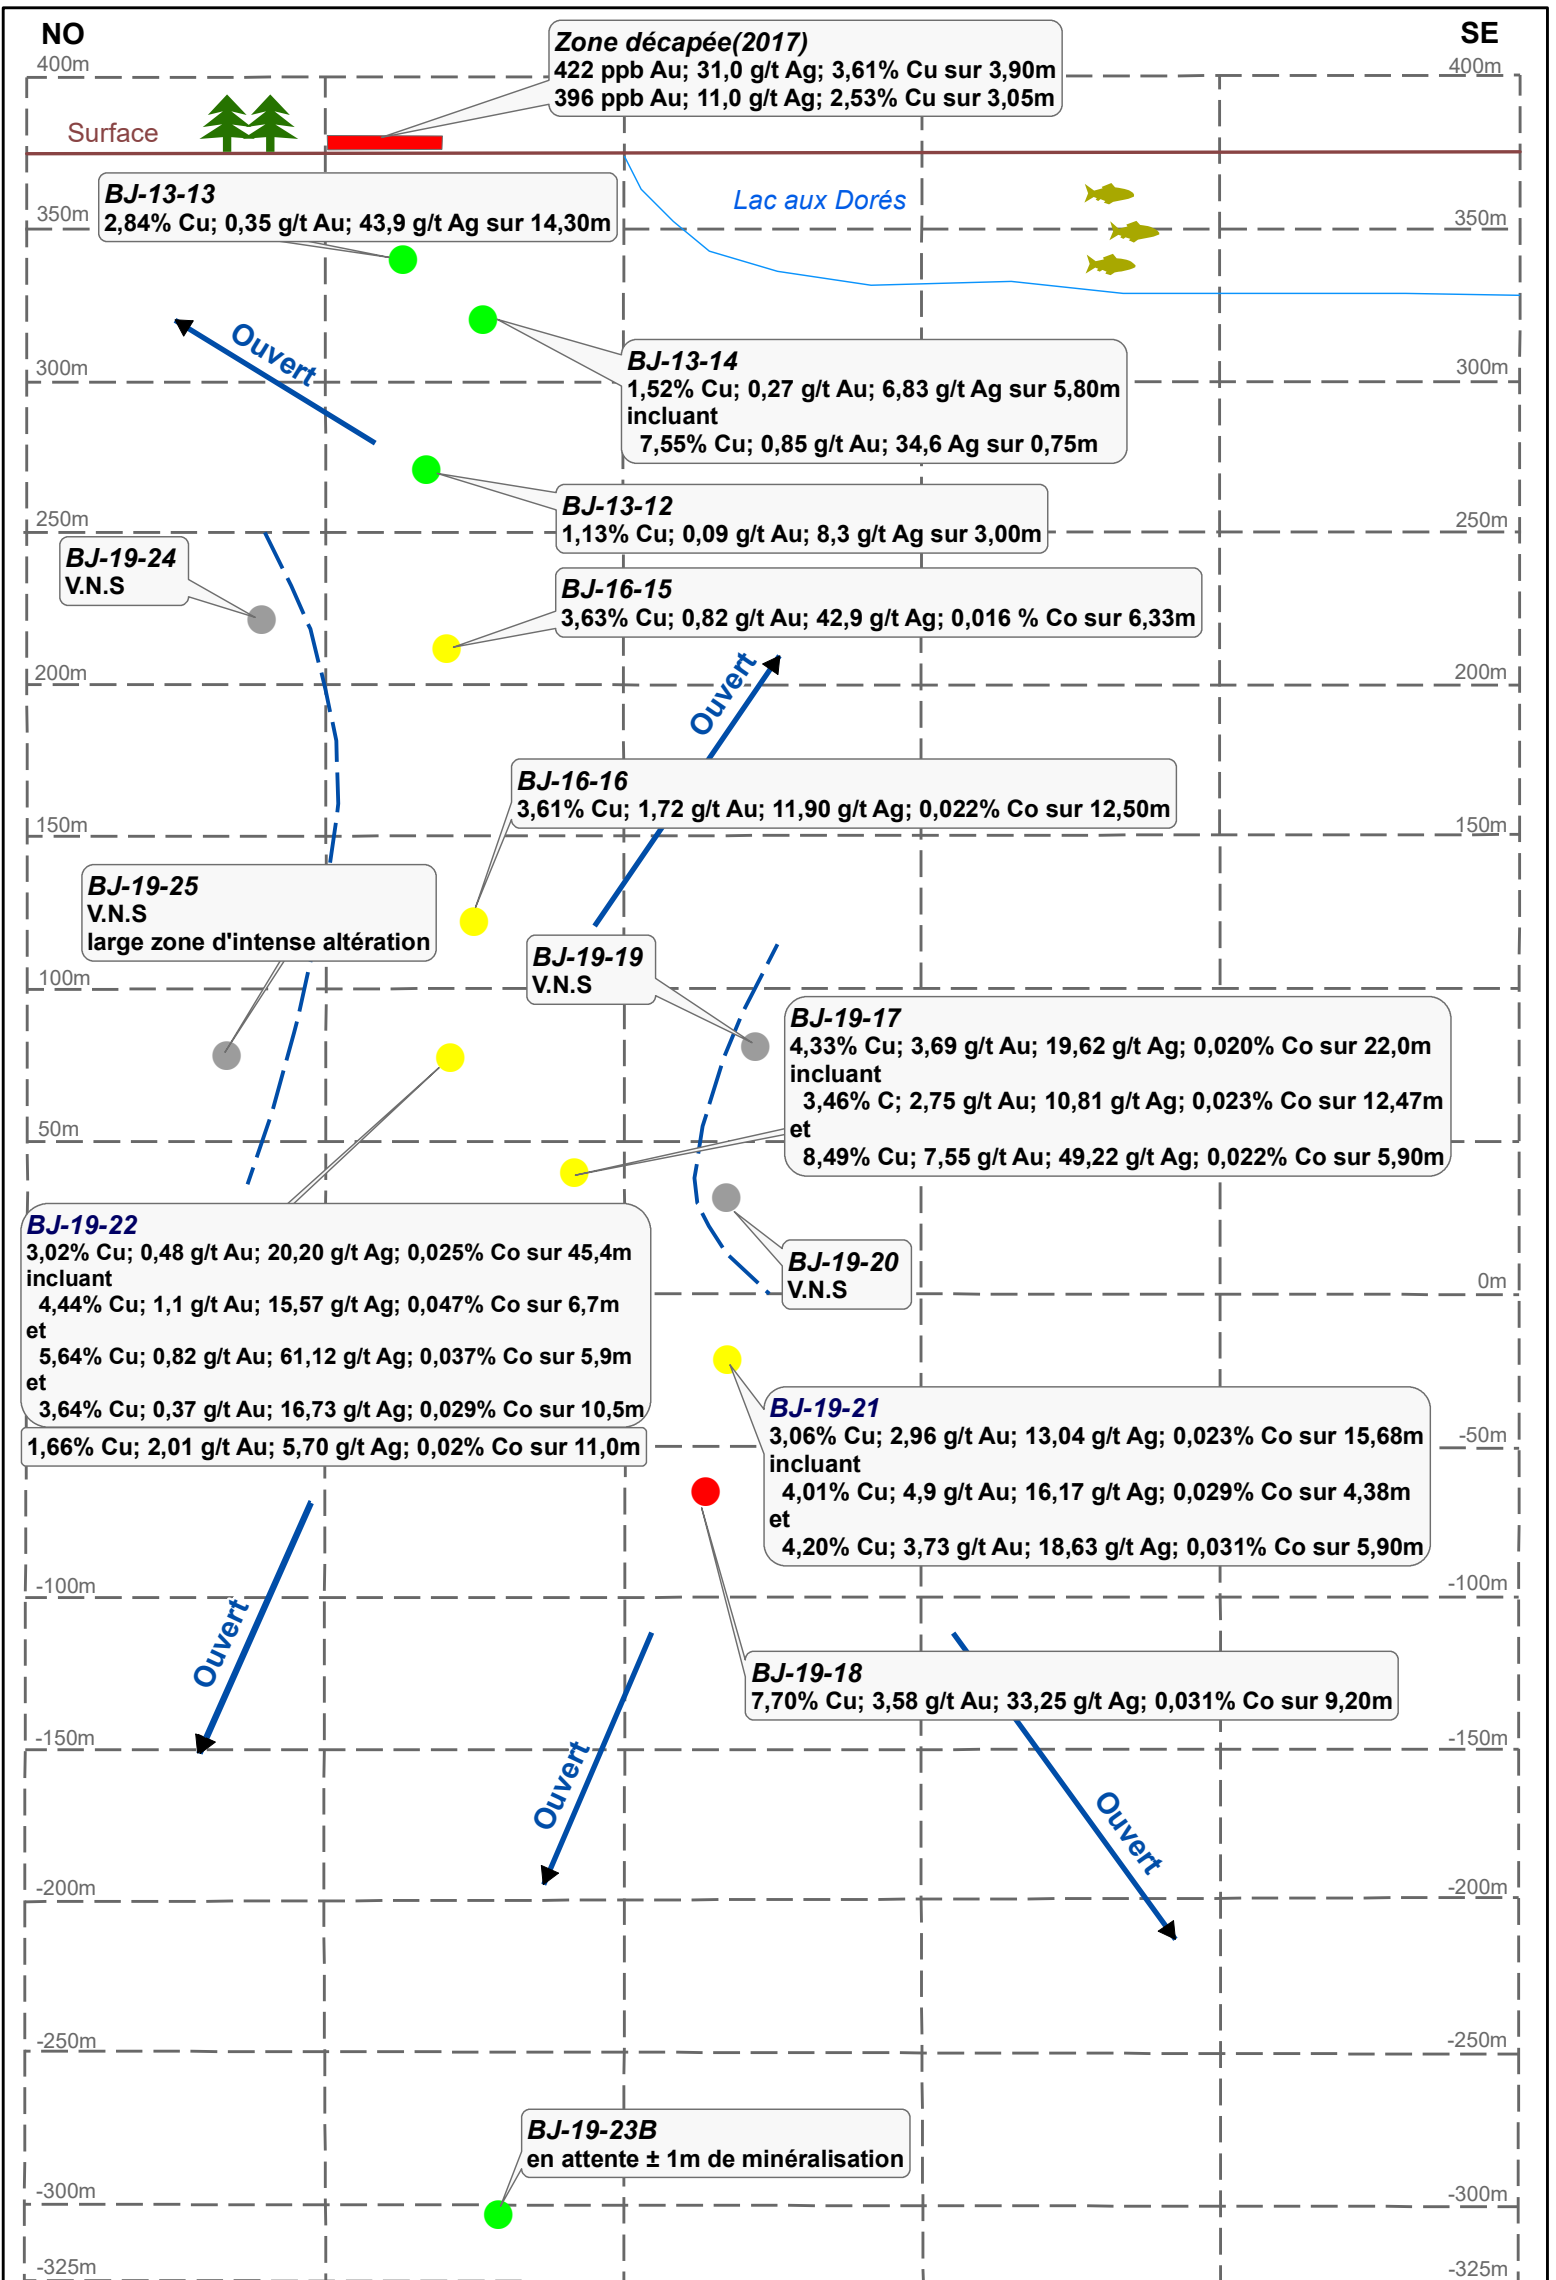 NO
SE
400m
400m
Zone décapée(2017)
422 ppb Au; 31,0 g/t Ag; 3,61% Cu sur 3,90m
396 ppb Au; 11,0 g/t Ag; 2,53% Cu sur 3,05m
Surface
BJ-13-13
2,84% Cu; 0,35 g/t Au; 43,9 g/t Ag sur 14,30m
Lac aux Dorés
350m
350m
Ouvert
BJ-13-14
1,52% Cu; 0,27 g/t Au; 6,83 g/t Ag sur 5,80m
incluant
7,55% Cu; 0,85 g/t Au; 34,6 Ag sur 0,75m
300m
300m
BJ-13-12
1,13% Cu; 0,09 g/t Au; 8,3 g/t Ag sur 3,00m
250m
250m
BJ-19-24
V.N.S
BJ-16-15
3,63% Cu; 0,82 g/t Au; 42,9 g/t Ag; 0,016 % Co sur 6,33m
200m
200m
Ouvert
BJ-16-16
3,61% Cu; 1,72 g/t Au; 11,90 g/t Ag; 0,022% Co sur 12,50m
150m
150m
BJ-19-25
V.N.S
large zone d'intense altération
BJ-19-19
V.N.S
100m
BJ-19-17
4,33% Cu; 3,69 g/t Au; 19,62 g/t Ag; 0,020% Co sur 22,0m
incluant
3,46% C; 2,75 g/t Au; 10,81 g/t Ag; 0,023% Co sur 12,47m
et
8,49% Cu; 7,55 g/t Au; 49,22 g/t Ag; 0,022% Co sur 5,90m
50m
BJ-19-22
3,02% Cu; 0,48 g/t Au; 20,20 g/t Ag; 0,025% Co sur 45,4m
incluant
4,44% Cu; 1,1 g/t Au; 15,57 g/t Ag; 0,047% Co sur 6,7m
et
5,64% Cu; 0,82 g/t Au; 61,12 g/t Ag; 0,037% Co sur 5,9m
et
3,64% Cu; 0,37 g/t Au; 16,73 g/t Ag; 0,029% Co sur 10,5m
1,66% Cu; 2,01 g/t Au; 5,70 g/t Ag; 0,02% Co sur 11,0m
BJ-19-20
V.N.S
0m
BJ-19-21
3,06% Cu; 2,96 g/t Au; 13,04 g/t Ag; 0,023% Co sur 15,68m
incluant
4,01% Cu; 4,9 g/t Au; 16,17 g/t Ag; 0,029% Co sur 4,38m
et
4,20% Cu; 3,73 g/t Au; 18,63 g/t Ag; 0,031% Co sur 5,90m
-50m
-100m
-100m
Ouvert
BJ-19-18
7,70% Cu; 3,58 g/t Au; 33,25 g/t Ag; 0,031% Co sur 9,20m
-150m
-150m
Ouvert
Ouvert
-200m
-200m
-250m
-250m
BJ-19-23B
en attente ± 1m de minéralisation
-300m
-300m
-325m
-325m